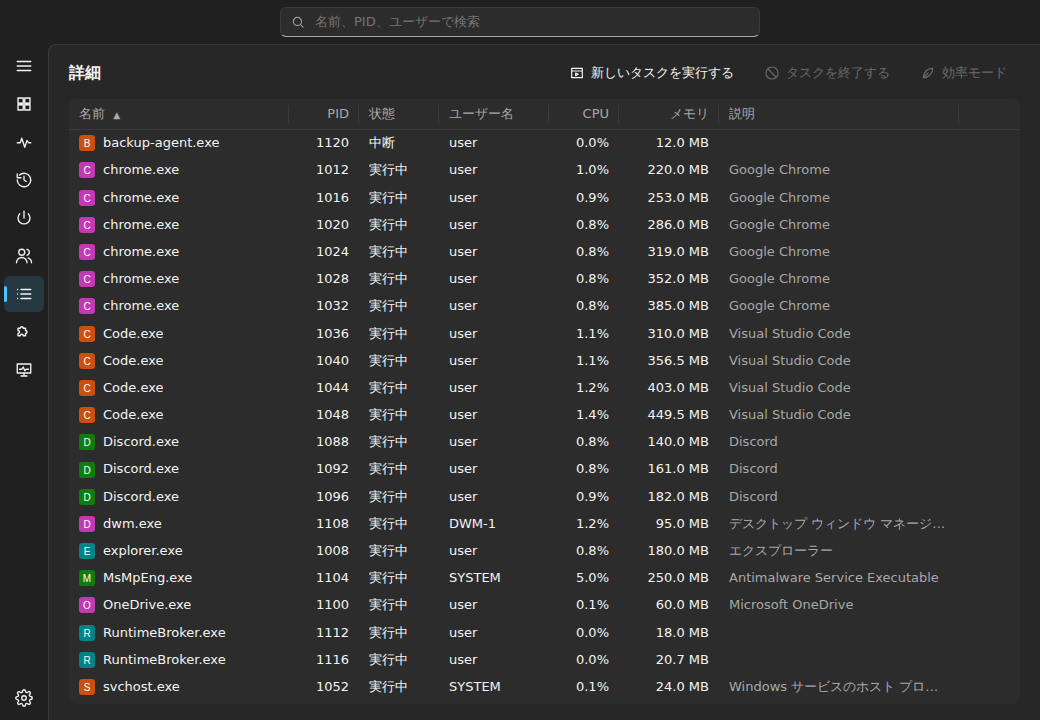 名前、PID、ユーザーで検索
詳細 新しいタスクを実行する タスクを終了する 効率モード
名前 ▲ PID 状態 ユーザー名 CPU メモリ 説明
B backup-agent.exe 1120 中断 user 0.0% 12.0 MB
C chrome.exe 1012 実行中 user 1.0% 220.0 MB Google Chrome
C chrome.exe 1016 実行中 user 0.9% 253.0 MB Google Chrome
C chrome.exe 1020 実行中 user 0.8% 286.0 MB Google Chrome
C chrome.exe 1024 実行中 user 0.8% 319.0 MB Google Chrome
C chrome.exe 1028 実行中 user 0.8% 352.0 MB Google Chrome
C chrome.exe 1032 実行中 user 0.8% 385.0 MB Google Chrome
C Code.exe 1036 実行中 user 1.1% 310.0 MB Visual Studio Code
C Code.exe 1040 実行中 user 1.1% 356.5 MB Visual Studio Code
C Code.exe 1044 実行中 user 1.2% 403.0 MB Visual Studio Code
C Code.exe 1048 実行中 user 1.4% 449.5 MB Visual Studio Code
D Discord.exe 1088 実行中 user 0.8% 140.0 MB Discord
D Discord.exe 1092 実行中 user 0.8% 161.0 MB Discord
D Discord.exe 1096 実行中 user 0.9% 182.0 MB Discord
D dwm.exe 1108 実行中 DWM-1 1.2% 95.0 MB デスクトップ ウィンドウ マネージ…
E explorer.exe 1008 実行中 user 0.8% 180.0 MB エクスプローラー
M MsMpEng.exe 1104 実行中 SYSTEM 5.0% 250.0 MB Antimalware Service Executable
O OneDrive.exe 1100 実行中 user 0.1% 60.0 MB Microsoft OneDrive
R RuntimeBroker.exe 1112 実行中 user 0.0% 18.0 MB
R RuntimeBroker.exe 1116 実行中 user 0.0% 20.7 MB
S svchost.exe 1052 実行中 SYSTEM 0.1% 24.0 MB Windows サービスのホスト プロ…